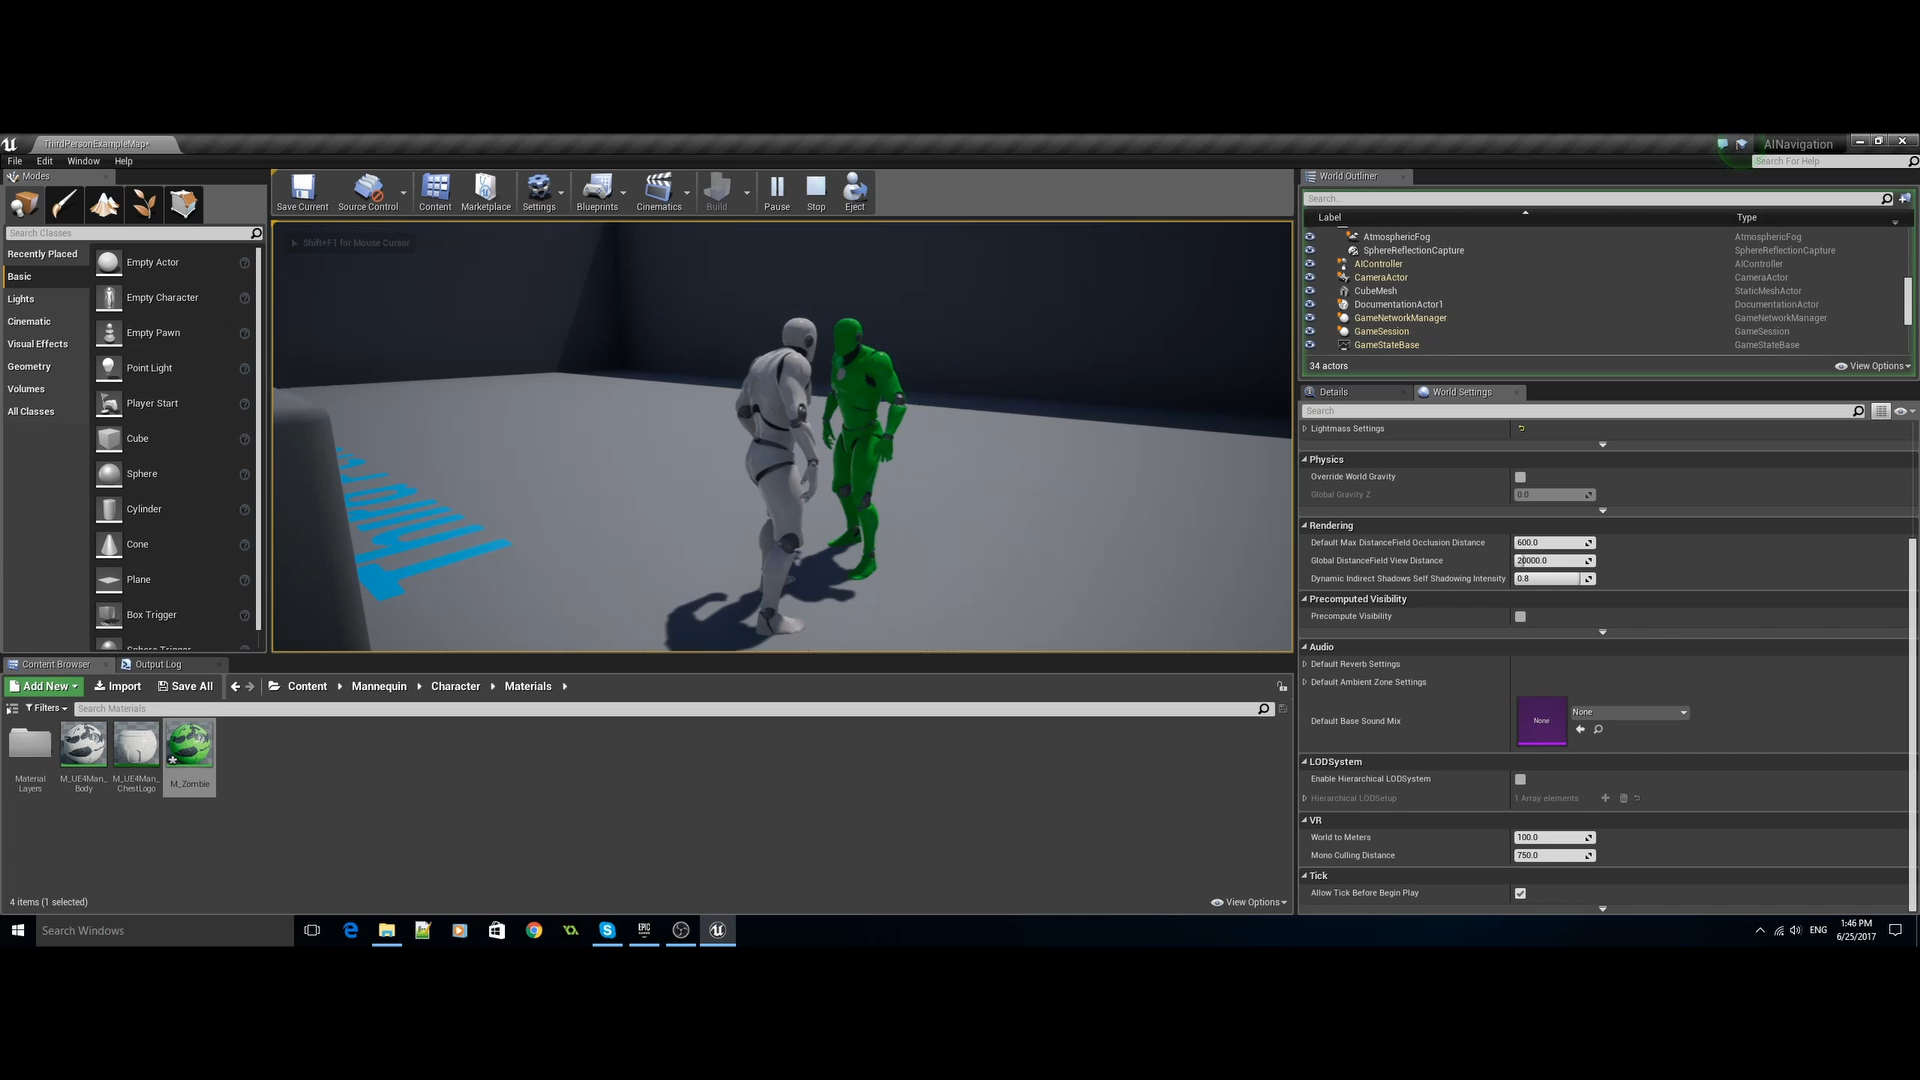 ThirdPersonExampleMap*
AINavigation
File Edit Window Help
Search For Help
Modes
Search Classes
Recently Placed
Basic
Lights
Cinematic
Visual Effects
Geometry
Volumes
All Classes
Empty Actor
Empty Character
Empty Pawn
Point Light
Player Start
Cube
Sphere
Cylinder
Cone
Plane
Box Trigger
Sphere Trigger
Save Current
Source Control
Content
Marketplace
Settings
Blueprints
Cinematics
Build
Pause
Stop
Eject
Shift+F1 for Mouse Cursor
World Outliner
Search...
Label Type
AtmosphericFog AtmosphericFog
SphereReflectionCapture SphereReflectionCapture
AIController AIController
CameraActor CameraActor
CubeMesh StaticMeshActor
DocumentationActor1 DocumentationActor
GameNetworkManager GameNetworkManager
GameSession GameSession
GameStateBase GameStateBase
34 actors View Options
Details World Settings
Search
Lightmass Settings
Physics
Override World Gravity
Global Gravity Z 0.0
Rendering
Default Max DistanceField Occlusion Distance 600.0
Global DistanceField View Distance 20000.0
Dynamic Indirect Shadows Self Shadowing Intensity 0.8
Precomputed Visibility
Precompute Visibility
Audio
Default Reverb Settings
Default Ambient Zone Settings
Default Base Sound Mix None None
LODSystem
Enable Hierarchical LODSystem
Hierarchical LODSetup 1 Array elements
VR
World to Meters 100.0
Mono Culling Distance 750.0
Tick
Allow Tick Before Begin Play
Content Browser Output Log
Add New Import Save All Content Mannequin Character Materials
Filters Search Materials
Material Layers
M_UE4Man_Body
M_UE4Man_ChestLogo
M_Zombie
4 items (1 selected) View Options
Search Windows
EPIC
ENG
1:46 PM
6/25/2017